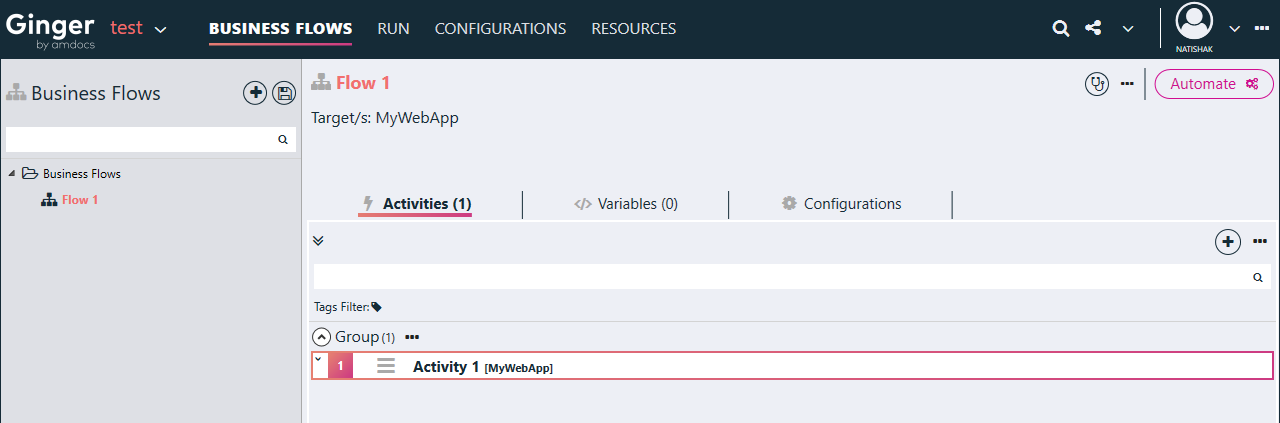 Ginger
by amdocs
test
BUSINESS FLOWS
RUN
CONFIGURATIONS
RESOURCES
NATISHAK
Business Flows
Business Flows
Flow 1
Flow 1
Automate
Target/s: MyWebApp
Activities (1)
Variables (0)
Configurations
Tags Filter:
Group (1)
1
Activity 1 [MyWebApp]